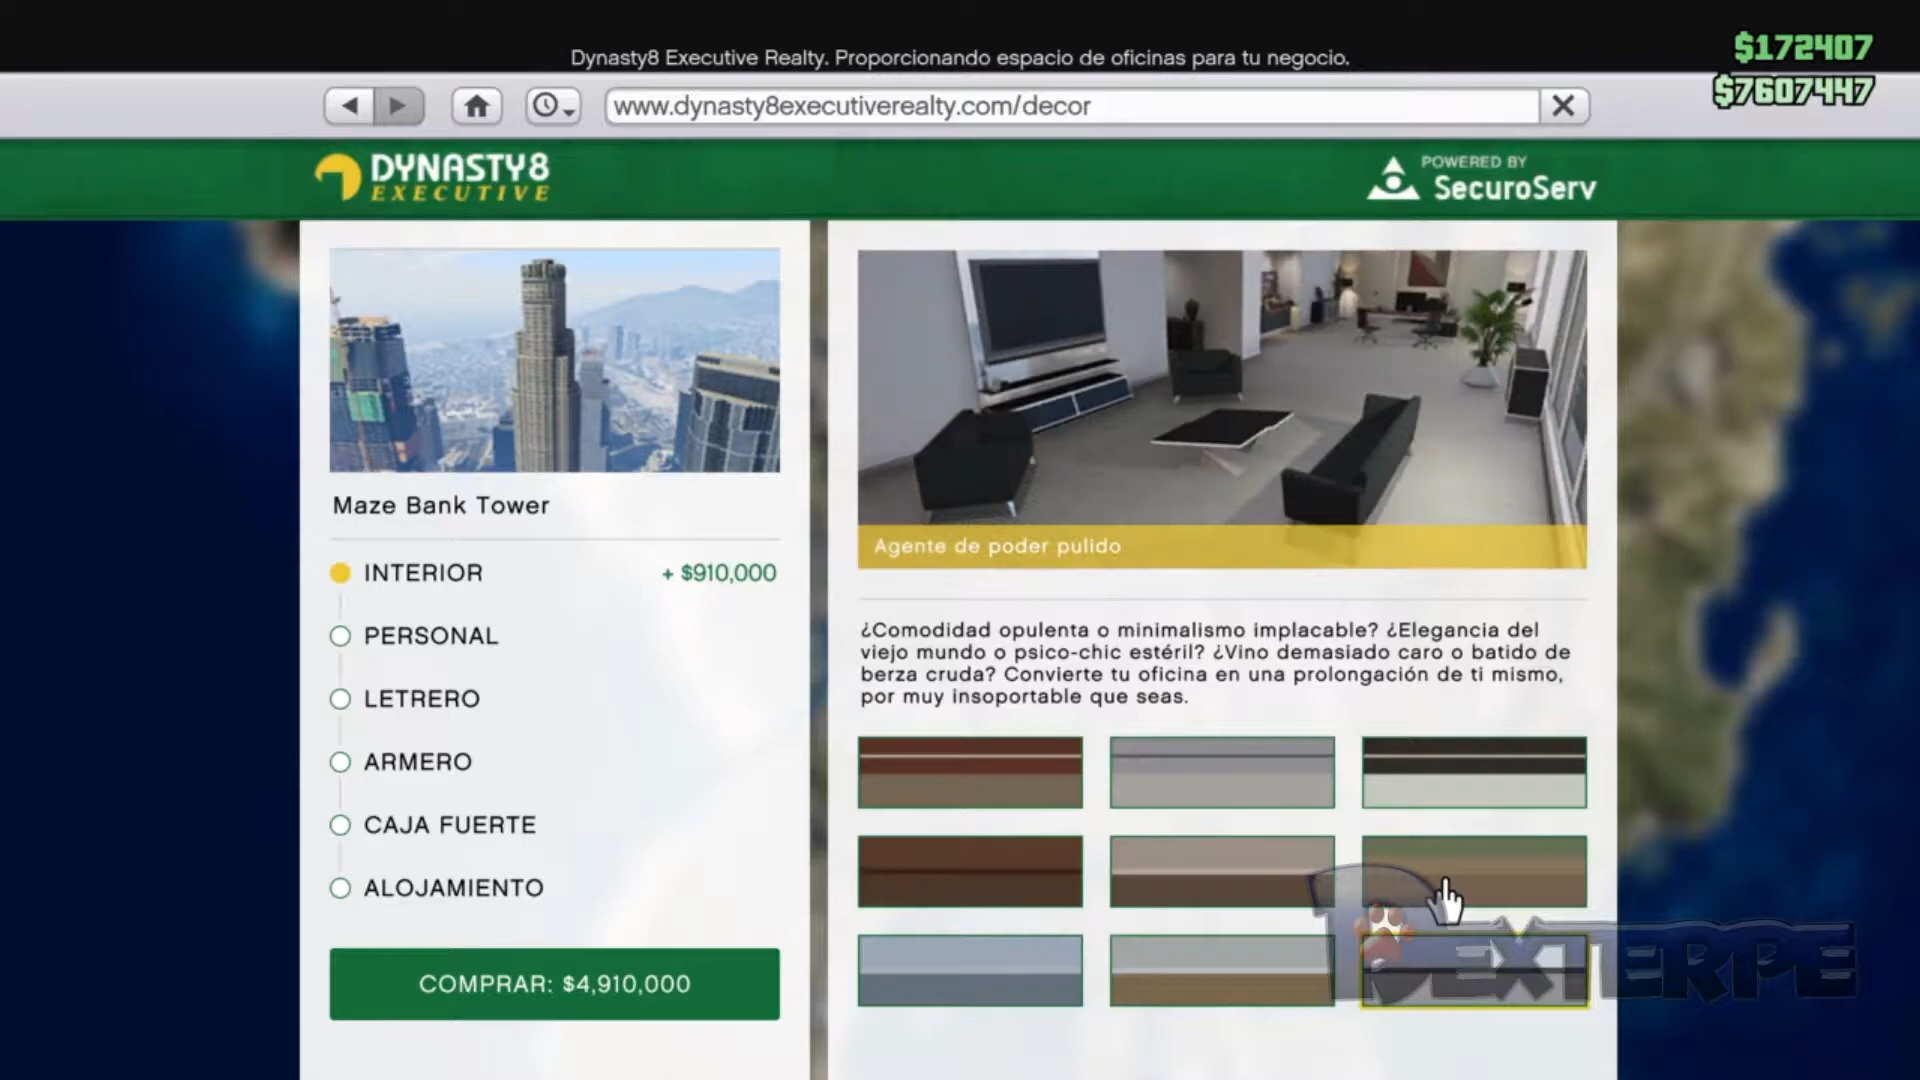 Dynasty8 Executive Realty. Proporcionando espacio de oficinas para tu negocio.
$172407
$7607447
www.dynasty8executiverealty.com/decor
DYNASTY8
EXECUTIVE
POWERED BY
SecuroServ
Maze Bank Tower
INTERIOR + $910,000
PERSONAL
LETRERO
ARMERO
CAJA FUERTE
ALOJAMIENTO
COMPRAR: $4,910,000
Agente de poder pulido
¿Comodidad opulenta o minimalismo implacable? ¿Elegancia del
viejo mundo o psico-chic estéril? ¿Vino demasiado caro o batido de
berza cruda? Convierte tu oficina en una prolongación de ti mismo,
por muy insoportable que seas.
DEXTERPE